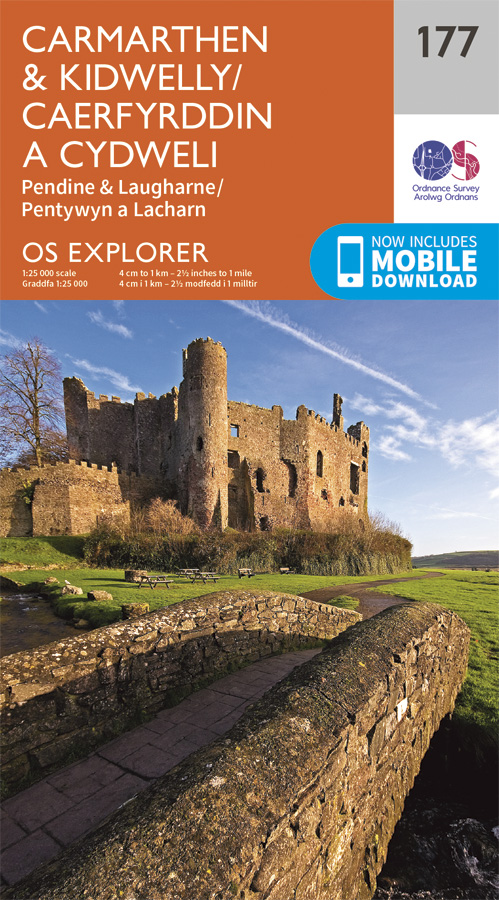 CARMARTHEN
& KIDWELLY/
CAERFYRDDIN
A CYDWELI
Pendine & Laugharne/
Pentywyn a Lacharn
OS EXPLORER
1:25 000 scale
Graddfa 1:25 000
4 cm to 1 km – 2½ inches to 1 mile
4 cm i 1 km – 2½ modfedd i 1 milltir
177
OS
Ordnance Survey
Arolwg Ordnans
NOW INCLUDES
MOBILE
DOWNLOAD